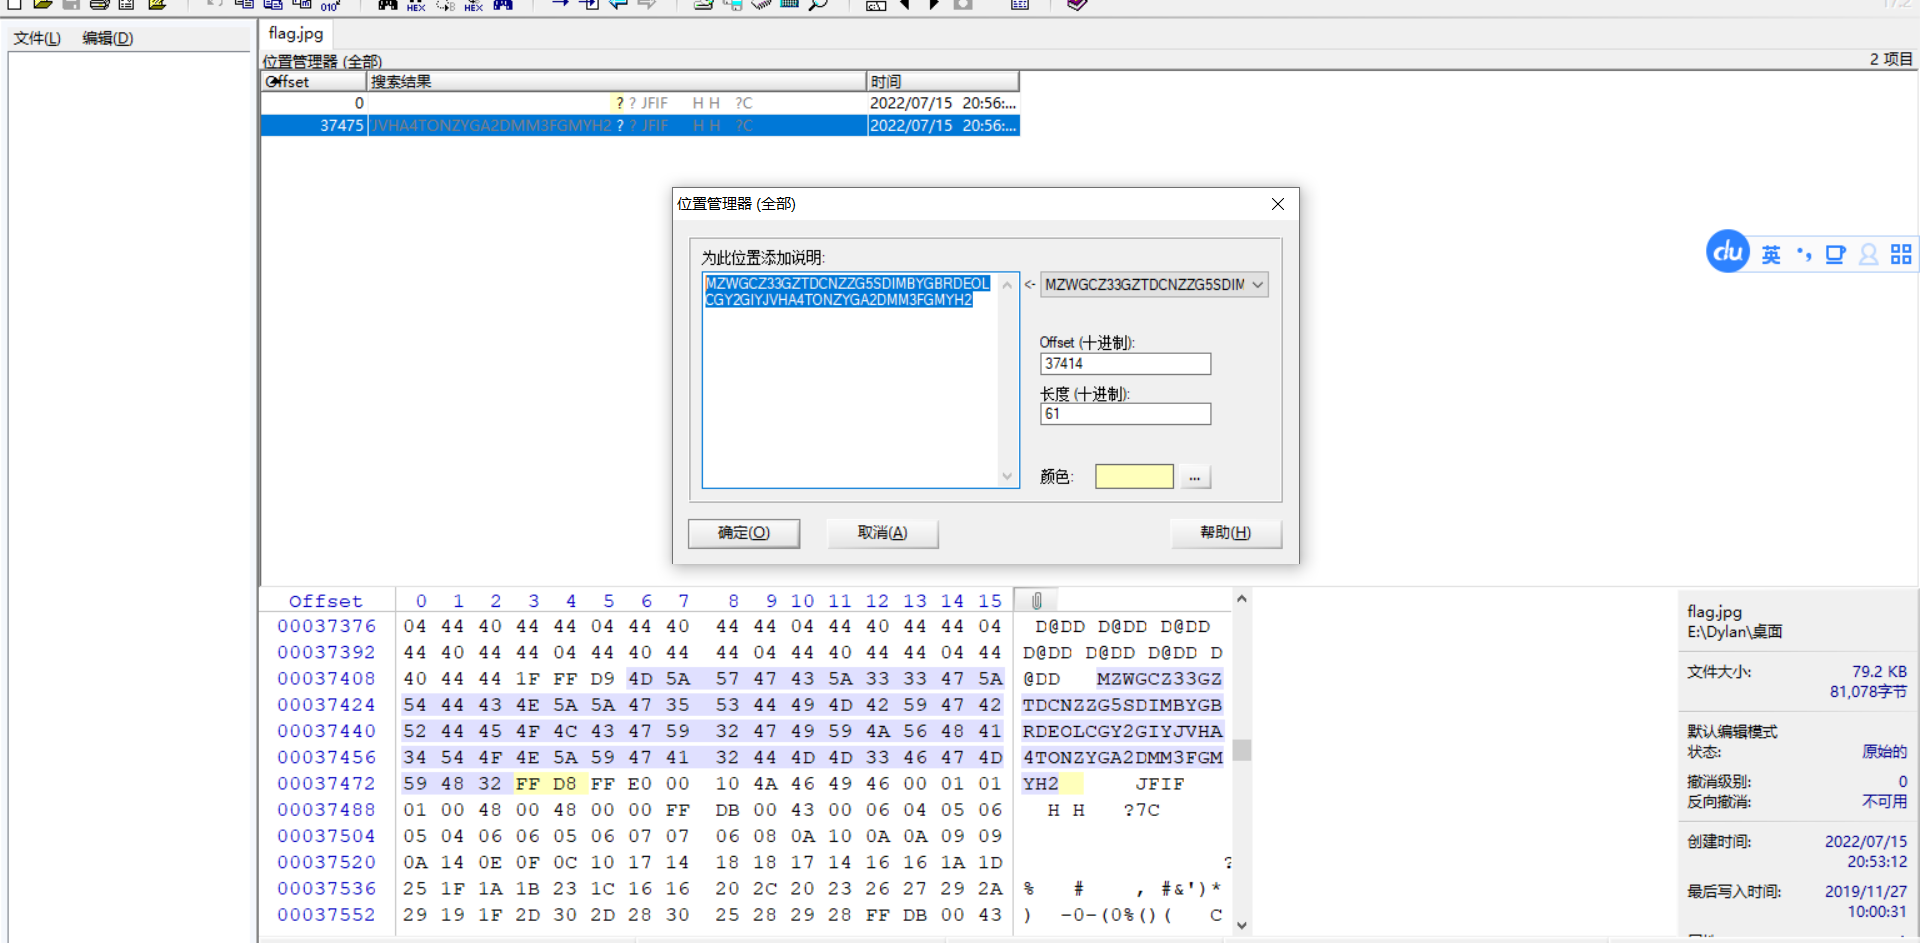 17.2
文件(L) 编辑(D)
flag.jpg
位置管理器 (全部)
2 项目
Offset 搜索结果 时间
0 ? ? JFIF H H ?C 2022/07/15 20:56:...
37475 JVHA4TONZYGA2DMM3FGMYH2 ? ? JFIF H H ?C 2022/07/15 20:56:...
位置管理器 (全部)
为此位置添加说明:
MZWGCZ33GZTDCNZZG5SDIMBYGBRDEOL
CGY2GIYJVHA4TONZYGA2DMM3FGMYH2
<- MZWGCZ33GZTDCNZZG5SDIM
Offset (十进制):
37414
长度 (十进制):
61
颜色: ...
确定(O) 取消(A) 帮助(H)
du 英
Offset 0 1 2 3 4 5 6 7 8 9 10 11 12 13 14 15
00037376 04 44 40 44 44 04 44 40 44 44 04 44 40 44 44 04 D@DD D@DD D@DD
00037392 44 40 44 44 04 44 40 44 44 04 44 40 44 44 04 44 D@DD D@DD D@DD D
00037408 40 44 44 1F FF D9 4D 5A 57 47 43 5A 33 33 47 5A @DD MZWGCZ33GZ
00037424 54 44 43 4E 5A 5A 47 35 53 44 49 4D 42 59 47 42 TDCNZZG5SDIMBYGB
00037440 52 44 45 4F 4C 43 47 59 32 47 49 59 4A 56 48 41 RDEOLCGY2GIYJVHA
00037456 34 54 4F 4E 5A 59 47 41 32 44 4D 4D 33 46 47 4D 4TONZYGA2DMM3FGM
00037472 59 48 32 FF D8 FF E0 00 10 4A 46 49 46 00 01 01 YH2 JFIF
00037488 01 00 48 00 48 00 00 FF DB 00 43 00 06 04 05 06 H H ?7C
00037504 05 04 06 06 05 06 07 07 06 08 0A 10 0A 0A 09 09
00037520 0A 14 0E 0F 0C 10 17 14 18 18 17 14 16 16 1A 1D ?
00037536 25 1F 1A 1B 23 1C 16 16 20 2C 20 23 26 27 29 2A % # , #&')*
00037552 29 19 1F 2D 30 2D 28 30 25 28 29 28 FF DB 00 43 ) -0-(0%()( C
flag.jpg
E:\Dylan\桌面
文件大小: 79.2 KB
81,078字节
默认编辑模式
状态: 原始的
撤消级别: 0
反向撤消: 不可用
创建时间: 2022/07/15
20:53:12
最后写入时间: 2019/11/27
10:00:31